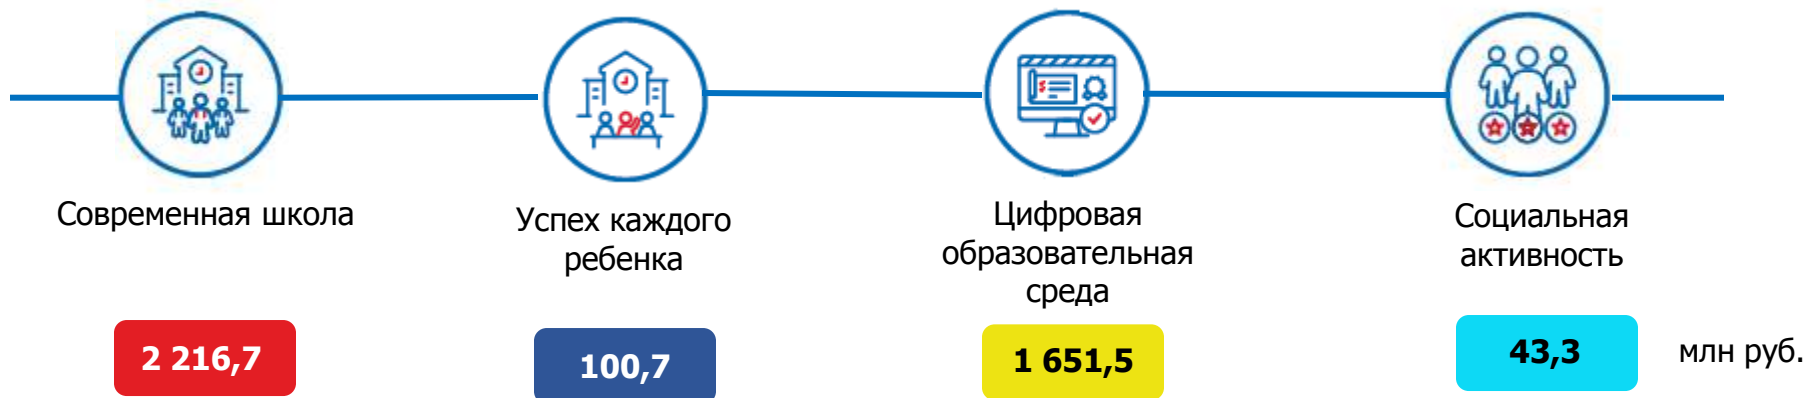 Современная школа
2 216,7
Успех каждого
ребенка
100,7
Цифровая
образовательная
среда
1 651,5
Социальная
активность
43,3
млн руб.